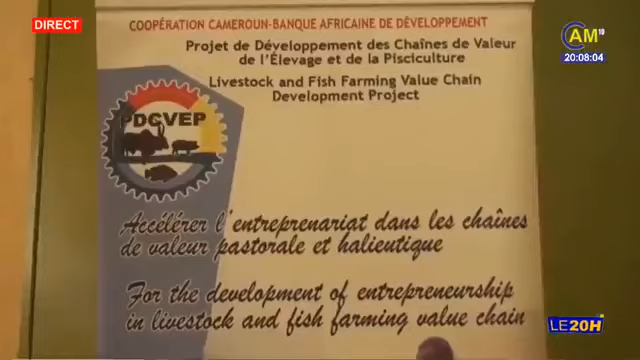 DIRECT
COOPÉRATION CAMEROUN-BANQUE AFRICAINE DE DÉVELOPPEMENT
CAM10
20:08:04
Projet de Développement des Chaînes de Valeur
de l'Élevage et de la Pisciculture
Livestock and Fish Farming Value Chain
Development Project
PDCVEP
Accélérer l'entreprenariat dans les chaînes
de valeur pastorale et halieutique
For the development of entrepreneurship
in livestock and fish farming value chain
LE20H